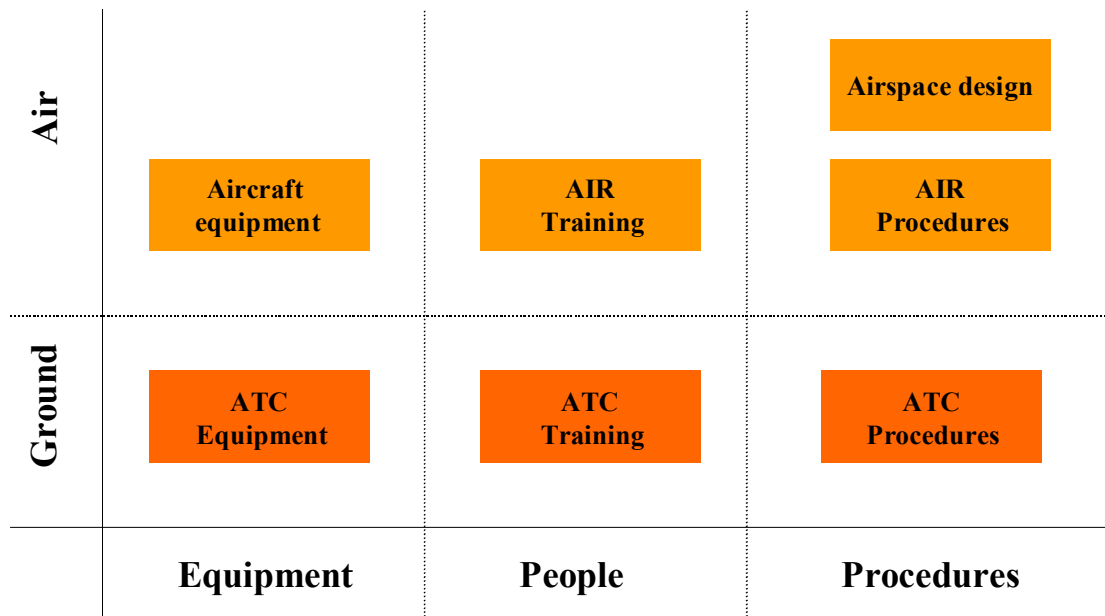 Air
Airspace design
Aircraft
equipment
AIR
Training
AIR
Procedures
Ground
ATC
Equipment
ATC
Training
ATC
Procedures
Equipment
People
Procedures